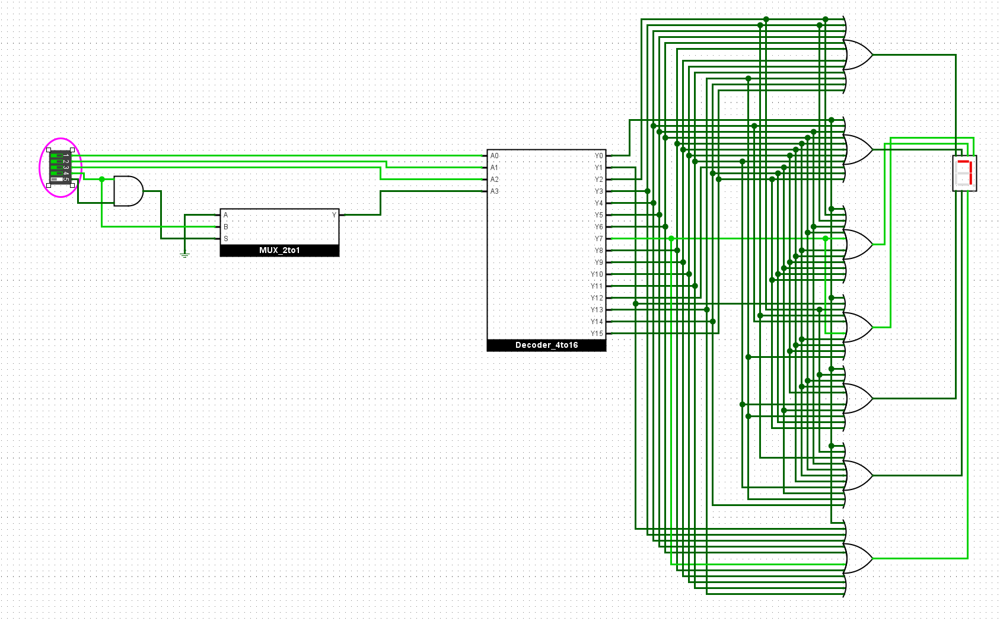 1
2
3
4
5
A
B
S
Y
MUX_2to1
A0
A1
A2
A3
Y0
Y1
Y2
Y3
Y4
Y5
Y6
Y7
Y8
Y9
Y10
Y11
Y12
Y13
Y14
Y15
Decoder_4to16